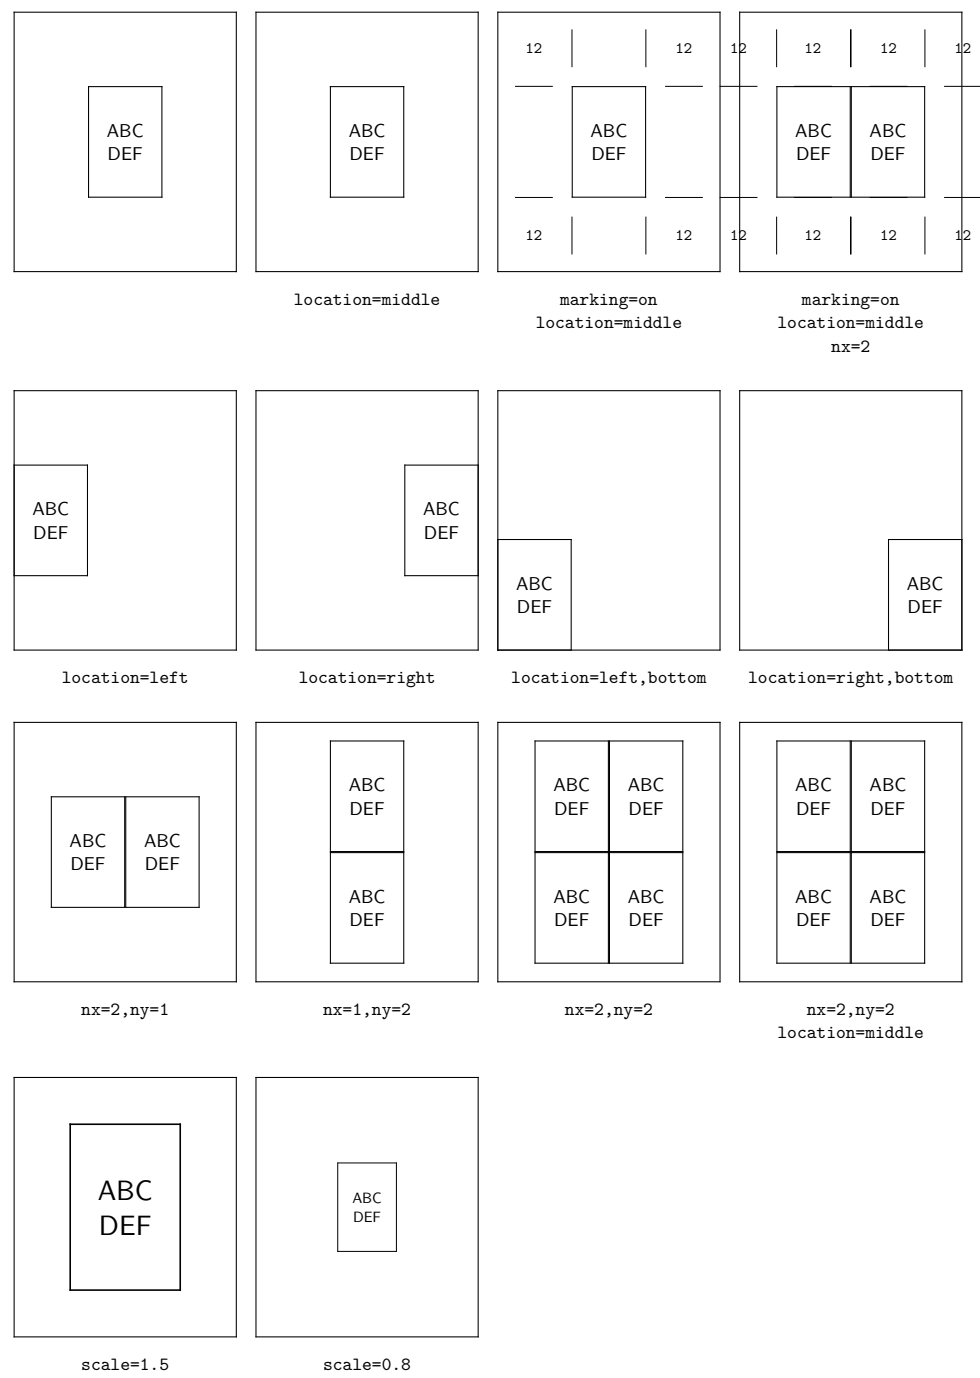 12 12 12 12 12 12
ABC ABC ABC ABC ABC
DEF DEF DEF DEF DEF
12 12 12 12 12 12
location=middle marking=on marking=on
location=middle location=middle
nx=2
ABC ABC
DEF DEF
ABC ABC
DEF DEF
location=left location=right location=left,bottom location=right,bottom
ABC ABC ABC ABC ABC
DEF DEF DEF DEF DEF
ABC ABC
DEF DEF
ABC ABC ABC ABC ABC
DEF DEF DEF DEF DEF
nx=2,ny=1 nx=1,ny=2 nx=2,ny=2 nx=2,ny=2
location=middle
ABC ABC
DEF DEF
scale=1.5 scale=0.8